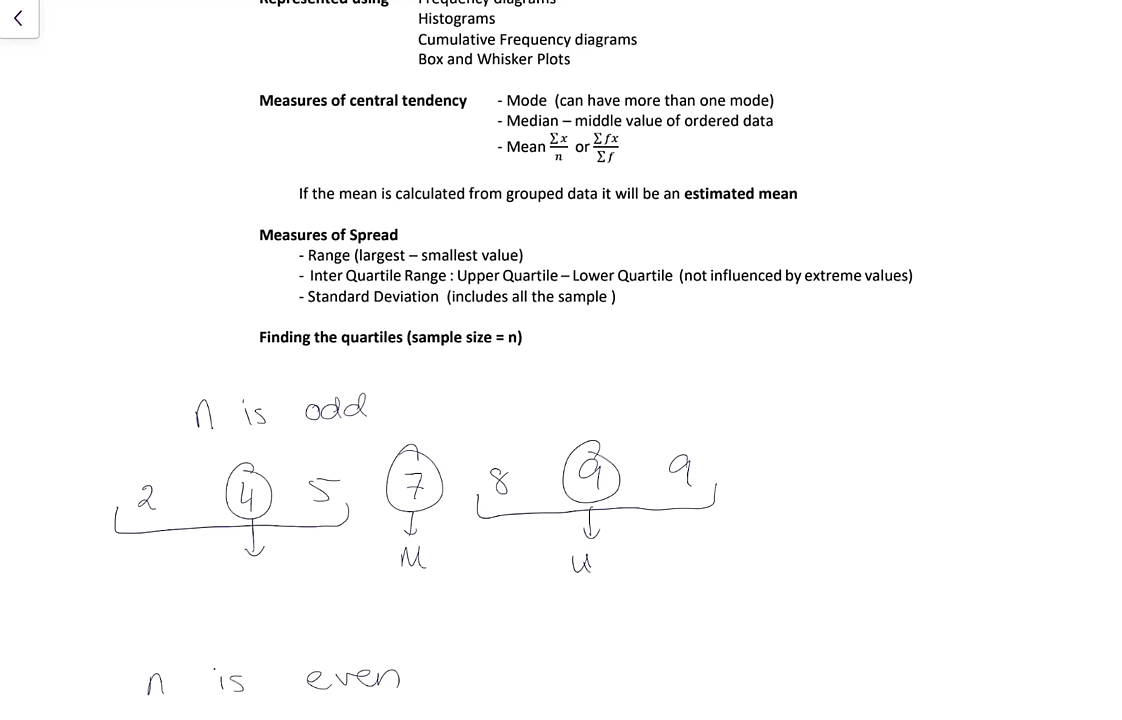 Represented using Frequency diagrams
Histograms
Cumulative Frequency diagrams
Box and Whisker Plots
Measures of central tendency - Mode (can have more than one mode)
- Median – middle value of ordered data
- Mean Σx/n or Σfx/Σf
If the mean is calculated from grouped data it will be an estimated mean
Measures of Spread
- Range (largest – smallest value)
- Inter Quartile Range : Upper Quartile – Lower Quartile (not influenced by extreme values)
- Standard Deviation (includes all the sample )
Finding the quartiles (sample size = n)
n is odd
2 4 5 7 8 9 9
M u
n is even